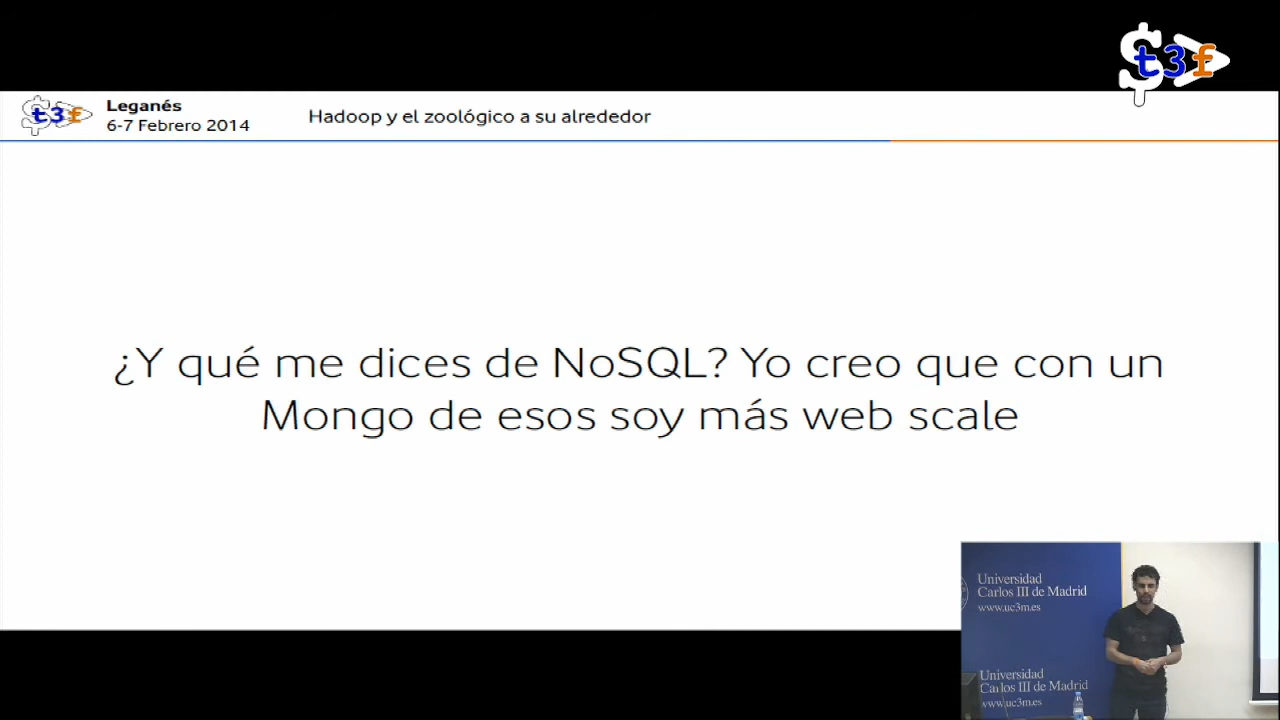 t3f
t3f
Leganés
6-7 Febrero 2014
Hadoop y el zoológico a su alrededor
¿Y qué me dices de NoSQL? Yo creo que con un
Mongo de esos soy más web scale
Universidad
Carlos III de Madrid
www.uc3m.es
Universidad
Carlos III de Madrid
www.uc3m.es